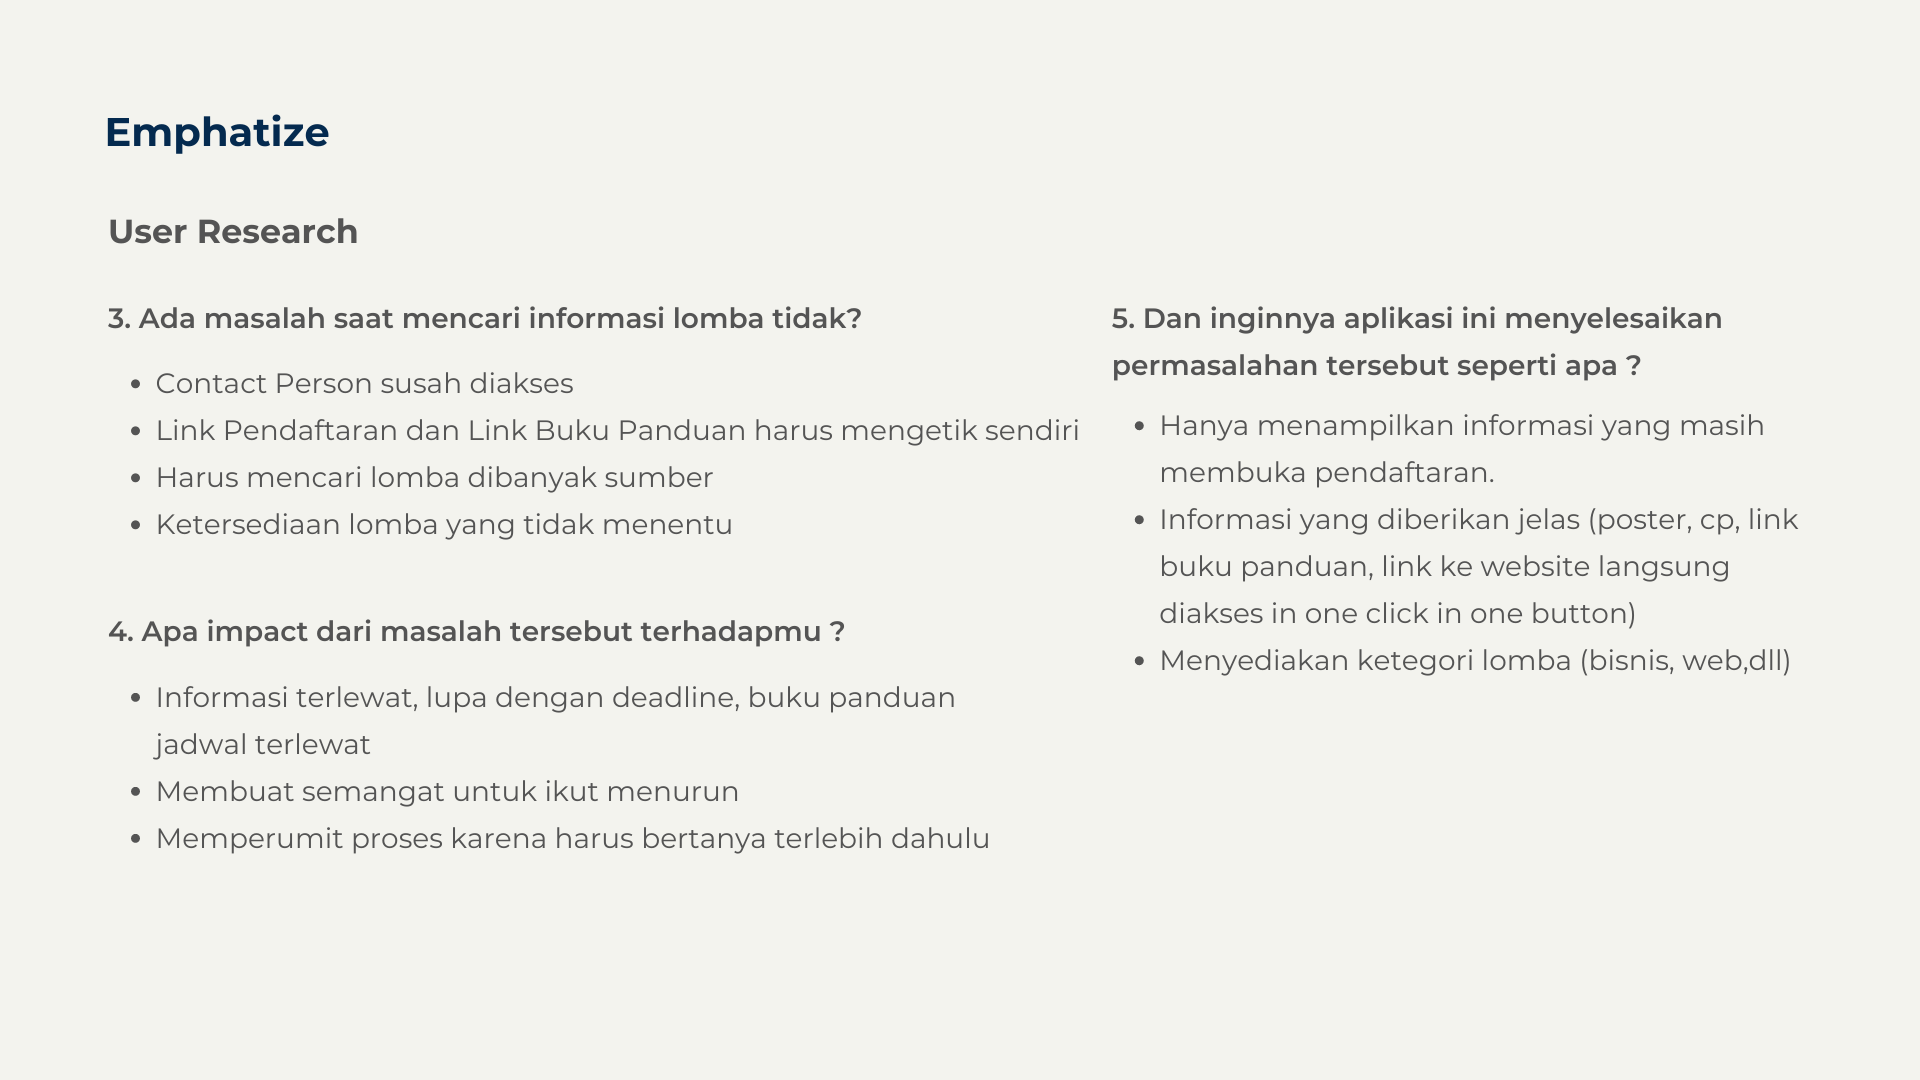 Emphatize
User Research
3. Ada masalah saat mencari informasi lomba tidak?
• Contact Person susah diakses
• Link Pendaftaran dan Link Buku Panduan harus mengetik sendiri
• Harus mencari lomba dibanyak sumber
• Ketersediaan lomba yang tidak menentu
4. Apa impact dari masalah tersebut terhadapmu ?
• Informasi terlewat, lupa dengan deadline, buku panduan
jadwal terlewat
• Membuat semangat untuk ikut menurun
• Memperumit proses karena harus bertanya terlebih dahulu
5. Dan inginnya aplikasi ini menyelesaikan
permasalahan tersebut seperti apa ?
• Hanya menampilkan informasi yang masih
membuka pendaftaran.
• Informasi yang diberikan jelas (poster, cp, link
buku panduan, link ke website langsung
diakses in one click in one button)
• Menyediakan ketegori lomba (bisnis, web,dll)